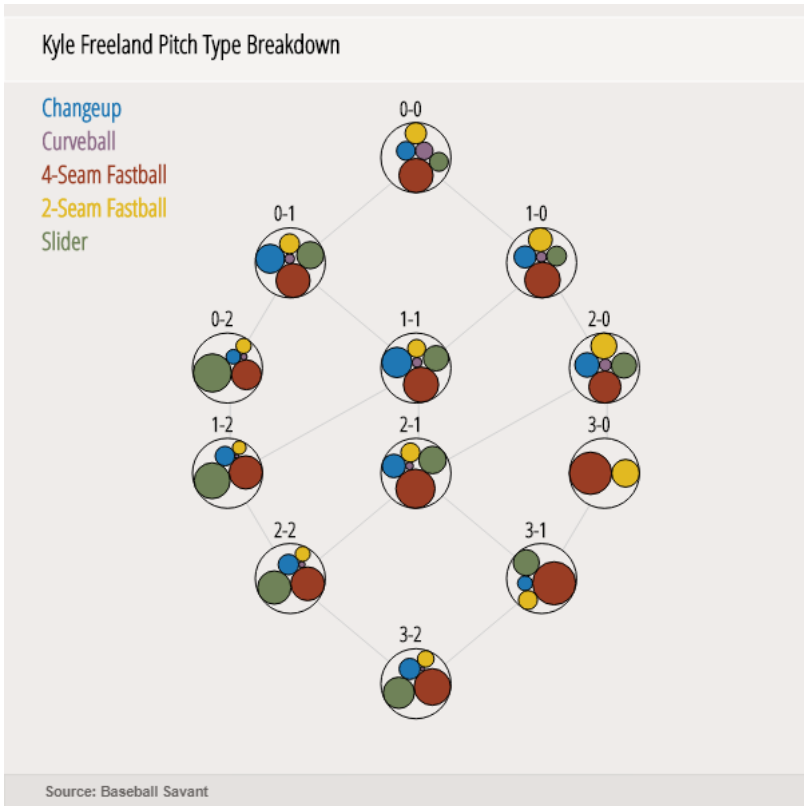 Kyle Freeland Pitch Type Breakdown
Changeup
Curveball
4-Seam Fastball
2-Seam Fastball
Slider
0-0
0-1
1-0
0-2
1-1
2-0
1-2
2-1
3-0
2-2
3-1
3-2
Source: Baseball Savant